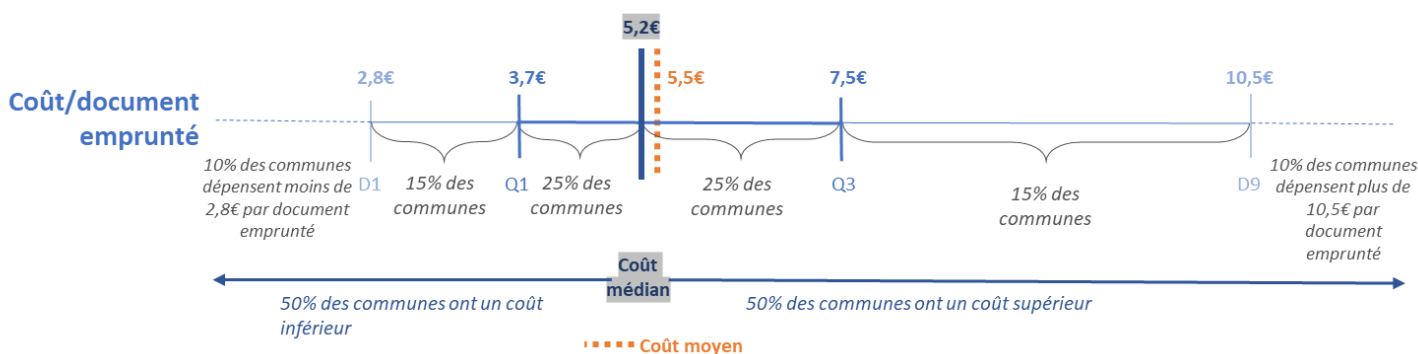 5,2€
2,8€
3,7€
5,5€
7,5€
10,5€
Coût/document
emprunté
10% des communes
dépensent moins de
2,8€ par document
emprunté
D1
15% des
communes
Q1
25% des
communes
25% des
communes
Q3
15% des
communes
D9
10% des communes
dépensent plus de
10,5€ par
document
emprunté
Coût
médian
50% des communes ont un coût
inférieur
50% des communes ont un coût supérieur
Coût moyen